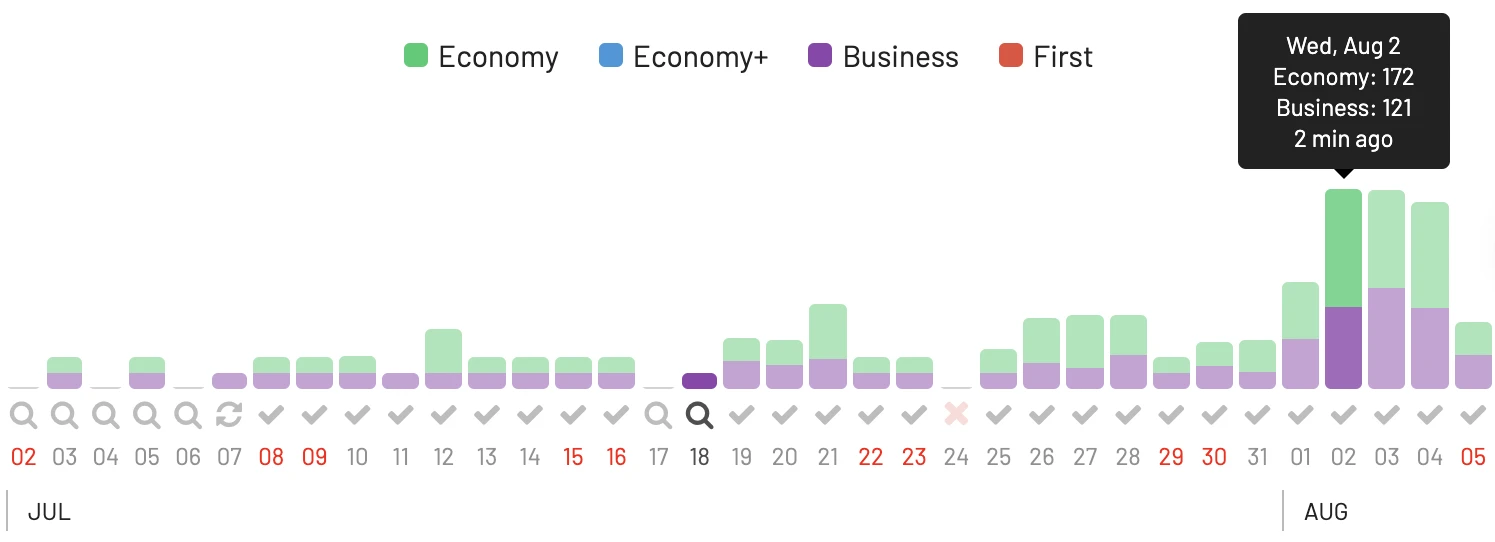 Economy Economy+ Business First
Wed, Aug 2
Economy: 172
Business: 121
2 min ago
02 03 04 05 06 07 08 09 10 11 12 13 14 15 16 17 18 19 20 21 22 23 24 25 26 27 28 29 30 31 01 02 03 04 05
JUL AUG